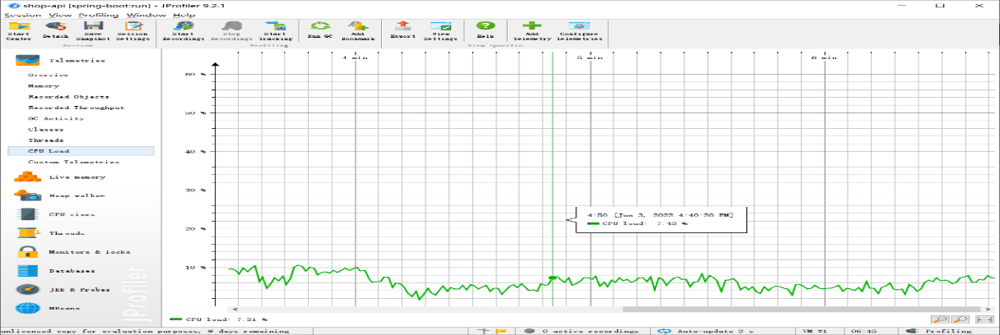 shop-api [spring-boot:run] - JProfiler 9.2.1
Session View Profiling Window Help
Start Center
Detach
Save Snapshot
Session Settings
Start Recordings
Stop Recordings
Start Tracking
Run GC
Add Bookmark
Export
View Settings
Help
Add Telemetry
Configure Telemetries
Session
Profiling
View specific
Telemetries
Overview
Memory
Recorded Objects
Recorded Throughput
GC Activity
Classes
Threads
CPU Load
Custom Telemetries
Live memory
Heap walker
CPU views
Threads
Monitors & locks
Databases
JEE & Probes
MBeans
JProfiler
4 min
5 min
6 min
60 %
50 %
40 %
30 %
20 %
10 %
4:50 [Jun 3, 2022 4:40:20 PM]
CPU load: 7.42 %
CPU load: 7.21 %
unlicensed copy for evaluation purposes, 9 days remaining
0 active recordings
Auto-update 2 s
VM #1
06:45
Profiling